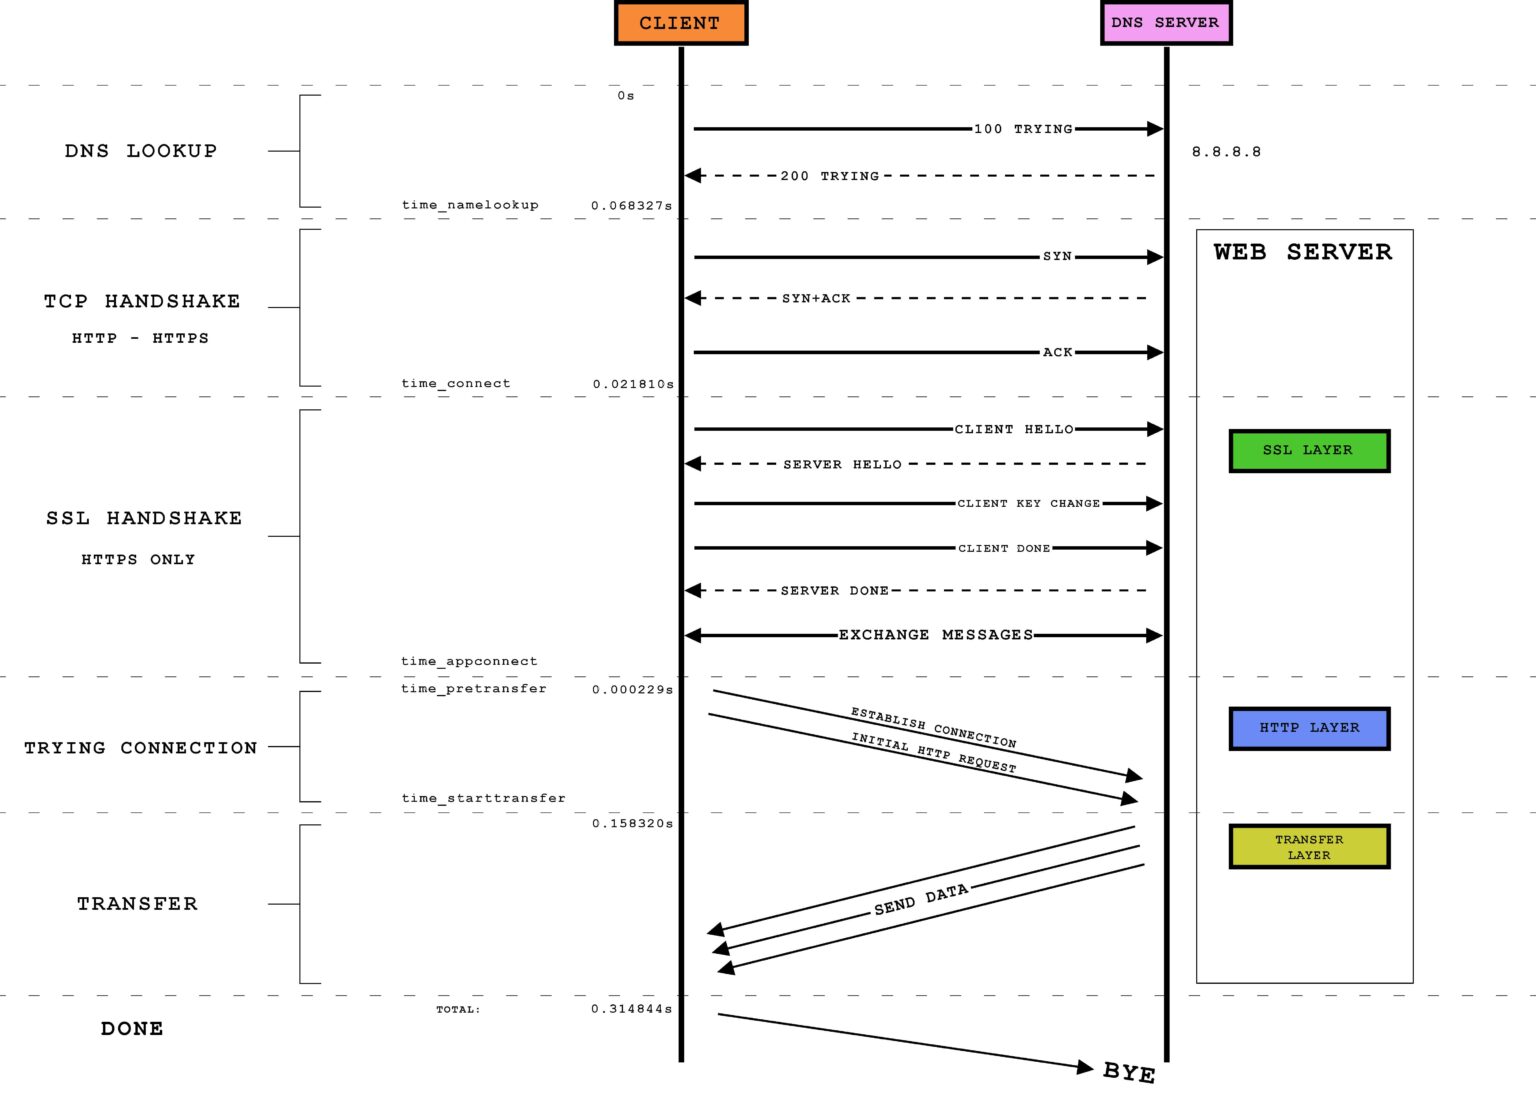 CLIENT
DNS SERVER
0s
100 TRYING
DNS LOOKUP
8.8.8.8
200 TRYING
time_namelookup 0.068327s
SYN
WEB SERVER
SYN+ACK
TCP HANDSHAKE
HTTP - HTTPS
ACK
time_connect 0.021810s
CLIENT HELLO
SSL LAYER
SERVER HELLO
CLIENT KEY CHANGE
SSL HANDSHAKE
CLIENT DONE
HTTPS ONLY
SERVER DONE
EXCHANGE MESSAGES
time_appconnect
time_pretransfer 0.000229s
ESTABLISH CONNECTION
HTTP LAYER
TRYING CONNECTION
INITIAL HTTP REQUEST
time_starttransfer
0.158320s
TRANSFER
LAYER
SEND DATA
TRANSFER
TOTAL: 0.314844s
DONE
BYE